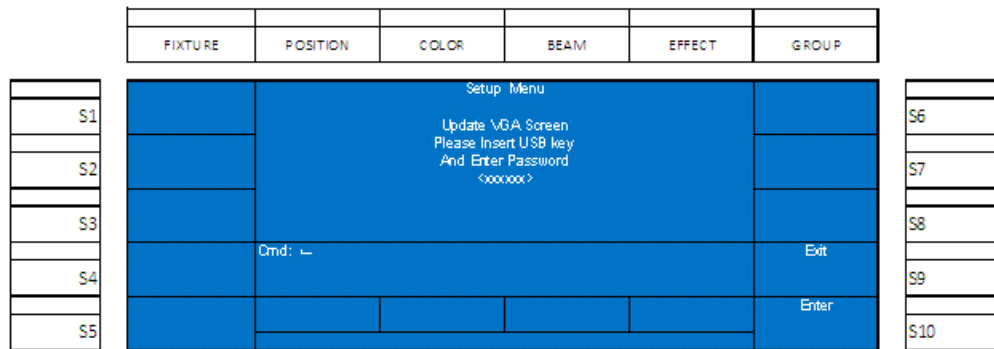 FIXTURE POSITION COLOR BEAM EFFECT GROUP
Setup Menu
S1 S6
Update VGA Screen
Please Insert USB key
And Enter Password
S2 S7
<xxxxxx>
S3 S8
Cmd: Exit
S4 S9
Enter
S5 S10